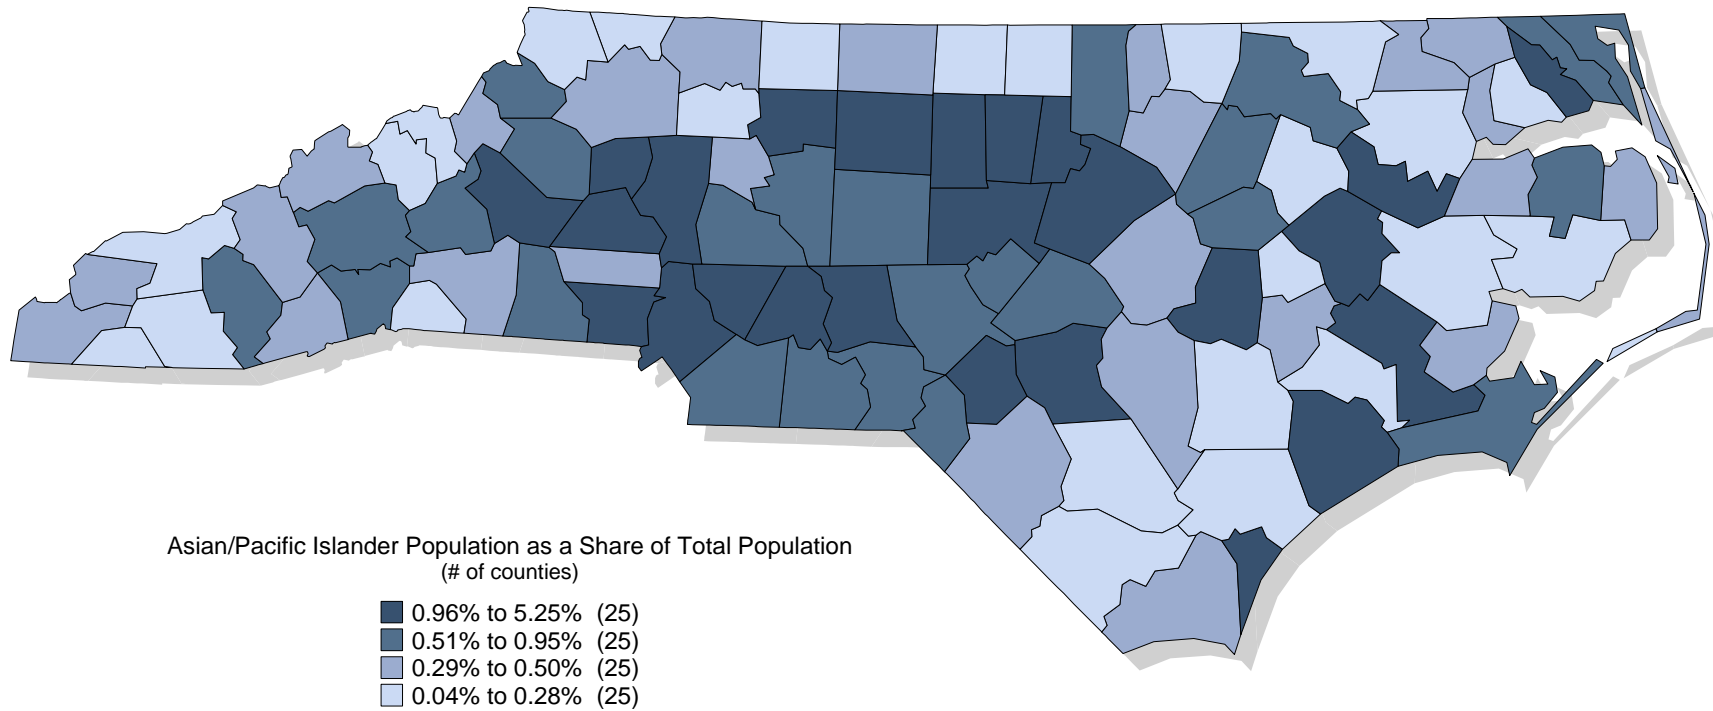 Asian/Pacific Islander Population as a Share of Total Population
(# of counties)
0.96% to 5.25% (25)
0.51% to 0.95% (25)
0.29% to 0.50% (25)
0.04% to 0.28% (25)